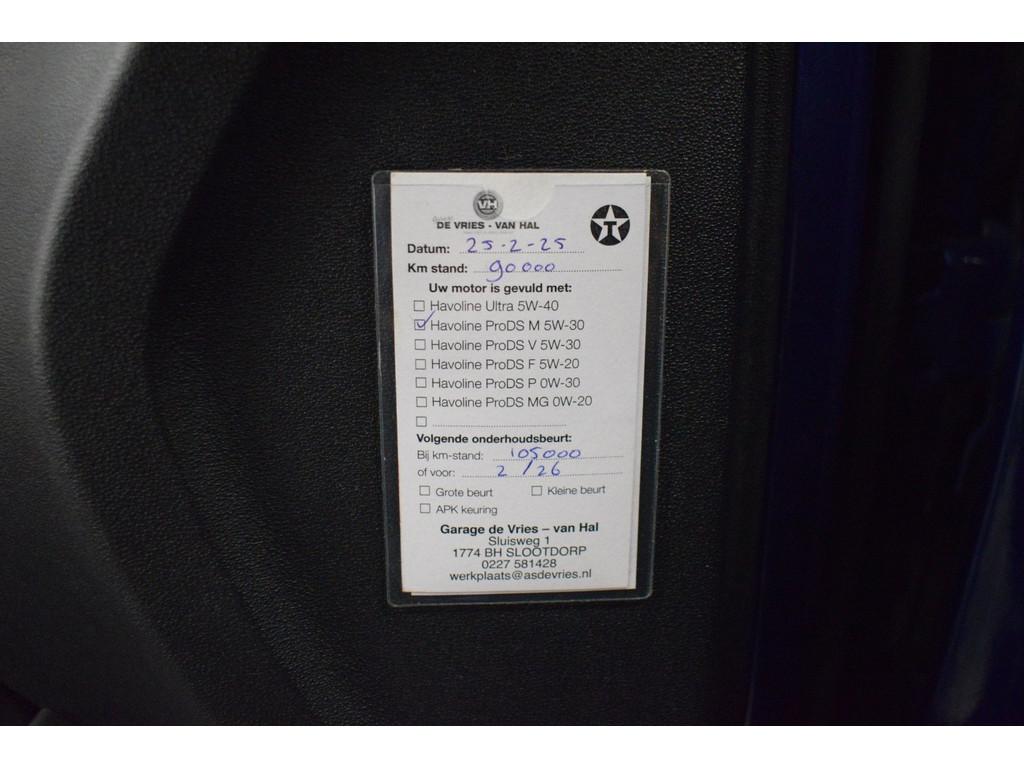 VH
DE VRIES - VAN HAL
T
Datum: 25-2-25
Km stand: 90000
Uw motor is gevuld met:
Havoline Ultra 5W-40
Havoline ProDS M 5W-30
Havoline ProDS V 5W-30
Havoline ProDS F 5W-20
Havoline ProDS P 0W-30
Havoline ProDS MG 0W-20
Volgende onderhoudsbeurt:
Bij km-stand: 105000
of voor: 2/26
Grote beurt Kleine beurt
APK keuring
Garage de Vries – van Hal
Sluisweg 1
1774 BH SLOOTDORP
0227 581428
werkplaats@asdevries.nl